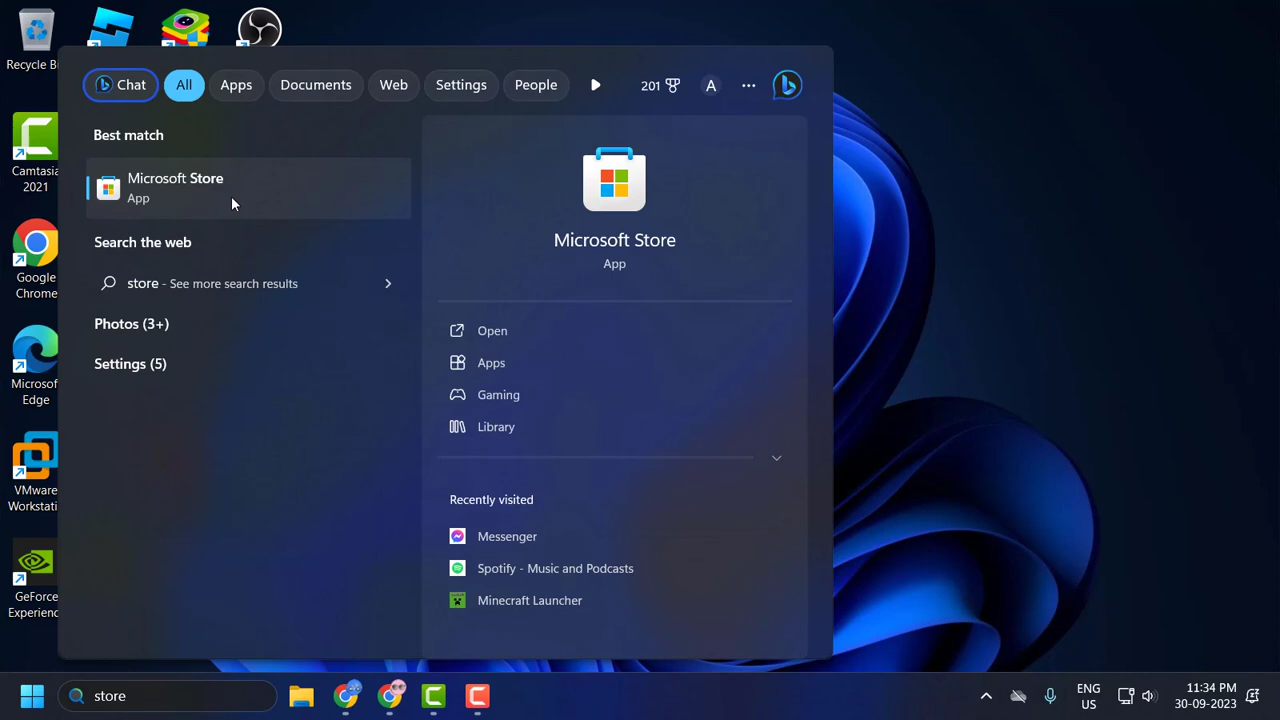 Recycle Bi
Chat
All
Apps
Documents
Web
Settings
People
201
A
Best match
Microsoft Store
App
Search the web
store - See more search results
Photos (3+)
Settings (5)
Microsoft Store
App
Open
Apps
Gaming
Library
Recently visited
Messenger
Spotify - Music and Podcasts
Minecraft Launcher
Camtasia
2021
Google
Chrome
Microsof
Edge
VMware
Workstati
GeForce
Experienc
store
ENG
US
11:34 PM
30-09-2023